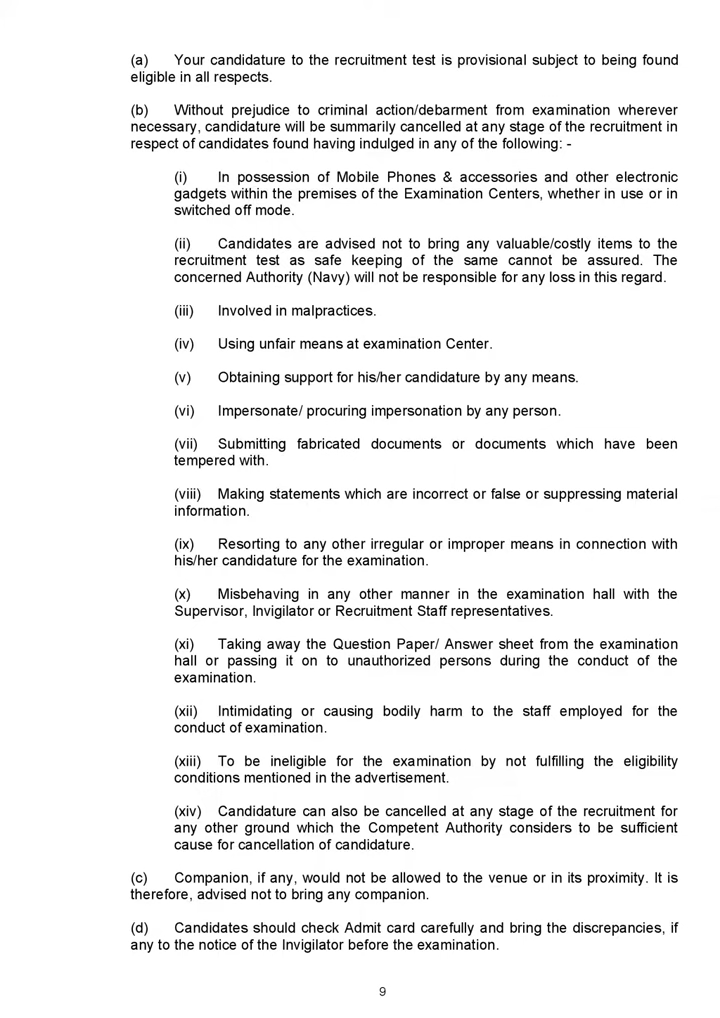 (a) Your candidature to the recruitment test is provisional subject to being found
eligible in all respects.
(b) Without prejudice to criminal action/debarment from examination wherever
necessary, candidature will be summarily cancelled at any stage of the recruitment in
respect of candidates found having indulged in any of the following: -
(i) In possession of Mobile Phones & accessories and other electronic
gadgets within the premises of the Examination Centers, whether in use or in
switched off mode.
(ii) Candidates are advised not to bring any valuable/costly items to the
recruitment test as safe keeping of the same cannot be assured. The
concerned Authority (Navy) will not be responsible for any loss in this regard.
(iii) Involved in malpractices.
(iv) Using unfair means at examination Center.
(v) Obtaining support for his/her candidature by any means.
(vi) Impersonate/ procuring impersonation by any person.
(vii) Submitting fabricated documents or documents which have been
tempered with.
(viii) Making statements which are incorrect or false or suppressing material
information.
(ix) Resorting to any other irregular or improper means in connection with
his/her candidature for the examination.
(x) Misbehaving in any other manner in the examination hall with the
Supervisor, Invigilator or Recruitment Staff representatives.
(xi) Taking away the Question Paper/ Answer sheet from the examination
hall or passing it on to unauthorized persons during the conduct of the
examination.
(xii) Intimidating or causing bodily harm to the staff employed for the
conduct of examination.
(xiii) To be ineligible for the examination by not fulfilling the eligibility
conditions mentioned in the advertisement.
(xiv) Candidature can also be cancelled at any stage of the recruitment for
any other ground which the Competent Authority considers to be sufficient
cause for cancellation of candidature.
(c) Companion, if any, would not be allowed to the venue or in its proximity. It is
therefore, advised not to bring any companion.
(d) Candidates should check Admit card carefully and bring the discrepancies, if
any to the notice of the Invigilator before the examination.
9